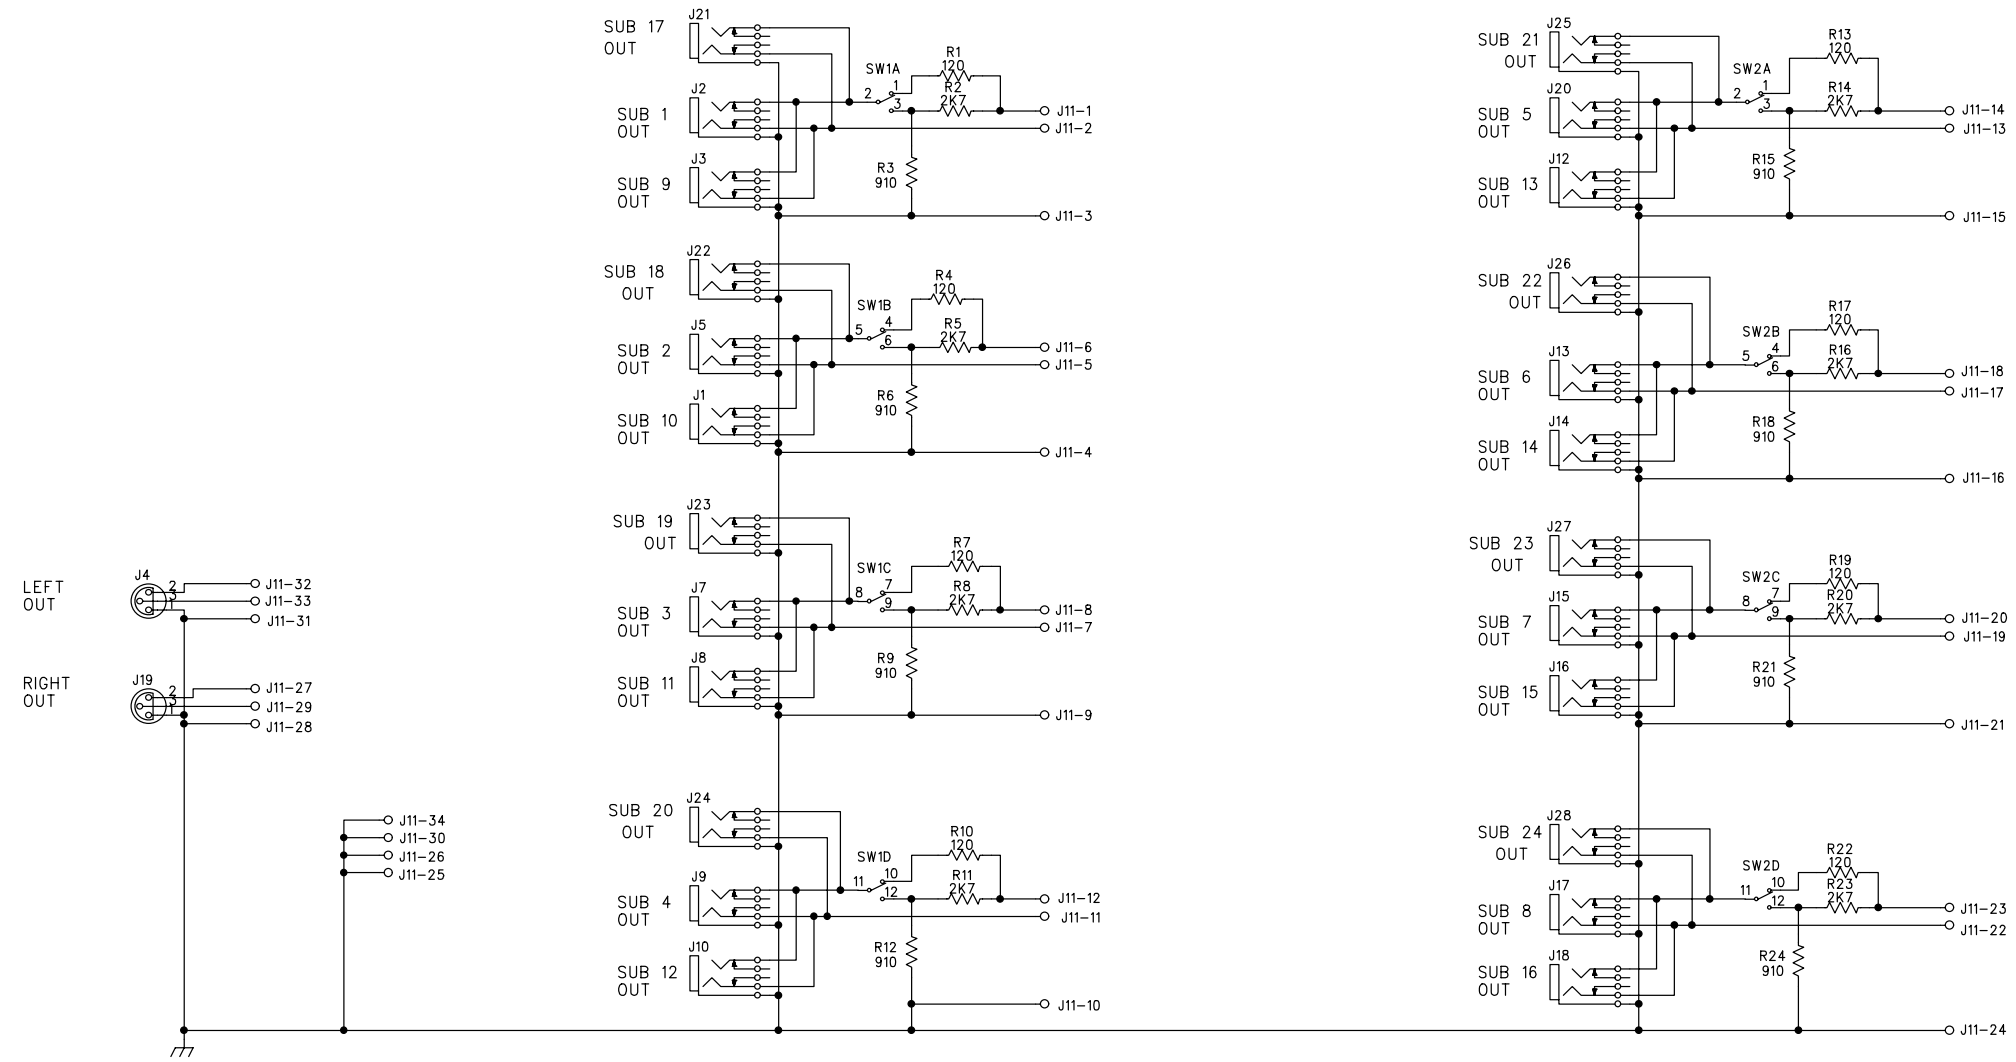 LEFT
OUT
J4
2
3
1
J11-32
J11-33
J11-31
RIGHT
OUT
J19
2
3
1
J11-27
J11-29
J11-28
J11-34
J11-30
J11-26
J11-25
SUB 17
OUT
J21
SUB 1
OUT
J2
SUB 9
OUT
J3
SW1A
2
1
3
R1
120
R2
2K7
R3
910
J11-1
J11-2
J11-3
SUB 18
OUT
J22
SUB 2
OUT
J5
SUB 10
OUT
J1
SW1B
5
4
6
R4
120
R5
2K7
R6
910
J11-6
J11-5
J11-4
SUB 19
OUT
J23
SUB 3
OUT
J7
SUB 11
OUT
J8
SW1C
8
7
9
R7
120
R8
2K7
R9
910
J11-8
J11-7
J11-9
SUB 20
OUT
J24
SUB 4
OUT
J9
SUB 12
OUT
J10
SW1D
11
10
12
R10
120
R11
2K7
R12
910
J11-12
J11-11
J11-10
SUB 21
OUT
J25
SUB 5
OUT
J20
SUB 13
OUT
J12
SW2A
2
1
3
R13
120
R14
2K7
R15
910
J11-14
J11-13
J11-15
SUB 22
OUT
J26
SUB 6
OUT
J13
SUB 14
OUT
J14
SW2B
5
4
6
R17
120
R16
2K7
R18
910
J11-18
J11-17
J11-16
SUB 23
OUT
J27
SUB 7
OUT
J15
SUB 15
OUT
J16
SW2C
8
7
9
R19
120
R20
2K7
R21
910
J11-20
J11-19
J11-21
SUB 24
OUT
J28
SUB 8
OUT
J17
SUB 16
OUT
J18
SW2D
11
10
12
R22
120
R23
2K7
R24
910
J11-23
J11-22
J11-24